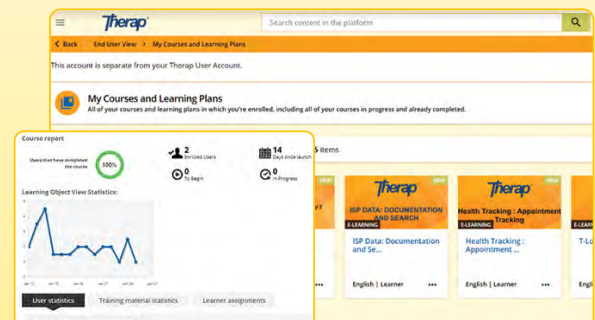 Therap
Search content in the platform
Back End User View > My Courses and Learning Plans
This account is separate from your Therap User Account.
My Courses and Learning Plans
All of your courses and learning plans in which you're enrolled, including all of your courses in progress and already completed.
5 items
Course report
Users that have completed the course
100%
2
Enrolled Users
14
Days since launch
0
To Begin
0
In Progress
Learning Object View Statistics:
User statistics
Training material statistics
Learner assignments
NEW
Therap
ISP DATA: DOCUMENTATION AND SEARCH
E-LEARNING
ISP Data: Documentation and Se...
English | Learner
NEW
Therap
Health Tracking : Appointment Tracking
E-LEARNING
Health Tracking : Appointment ...
English | Learner
E-LEAR
T-Lo
Engli